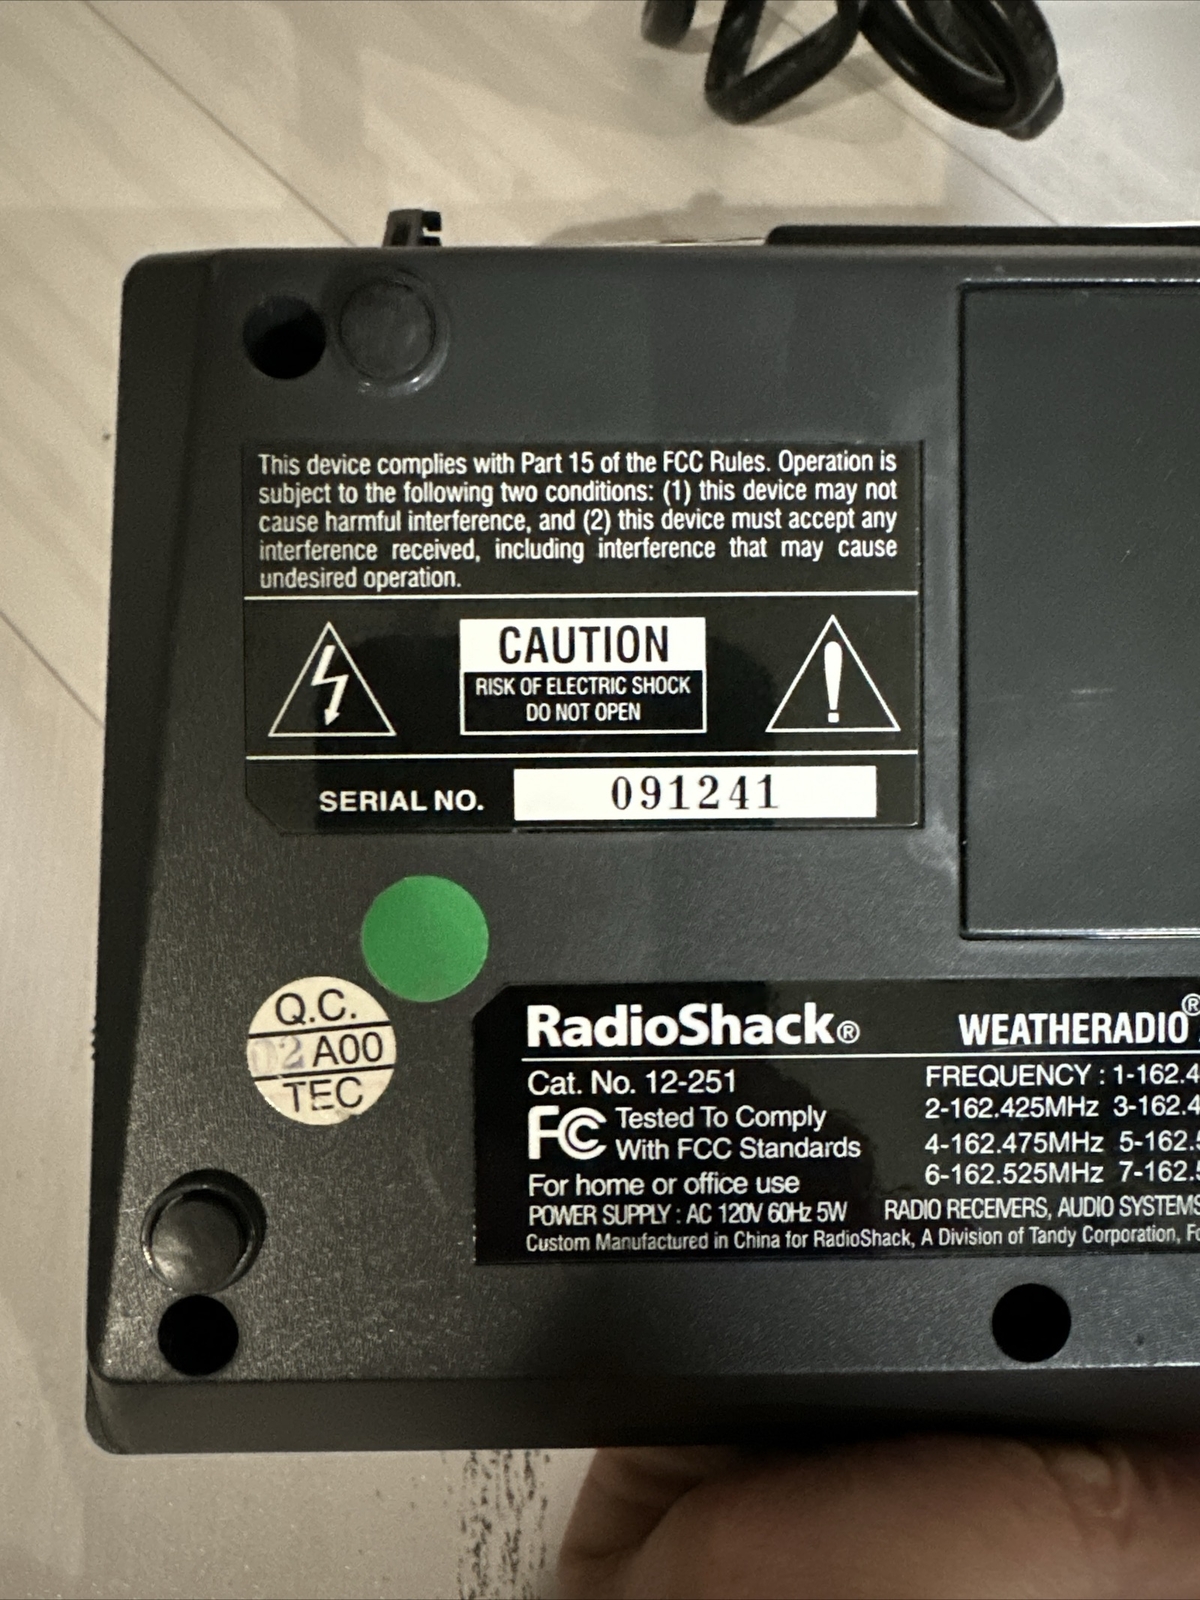 This device complies with Part 15 of the FCC Rules. Operation is
subject to the following two conditions: (1) this device may not
cause harmful interference, and (2) this device must accept any
interference received, including interference that may cause
undesired operation.
CAUTION
RISK OF ELECTRIC SHOCK
DO NOT OPEN
SERIAL NO. 091241
Q.C.
02 A00
TEC
RadioShack®
WEATHERADIO®
Cat. No. 12-251
FC Tested To Comply
With FCC Standards
For home or office use
POWER SUPPLY : AC 120V 60Hz 5W
FREQUENCY : 1-162.4
2-162.425MHz 3-162.4
4-162.475MHz 5-162.5
6-162.525MHz 7-162.5
RADIO RECEIVERS, AUDIO SYSTEMS
Custom Manufactured in China for RadioShack, A Division of Tandy Corporation,